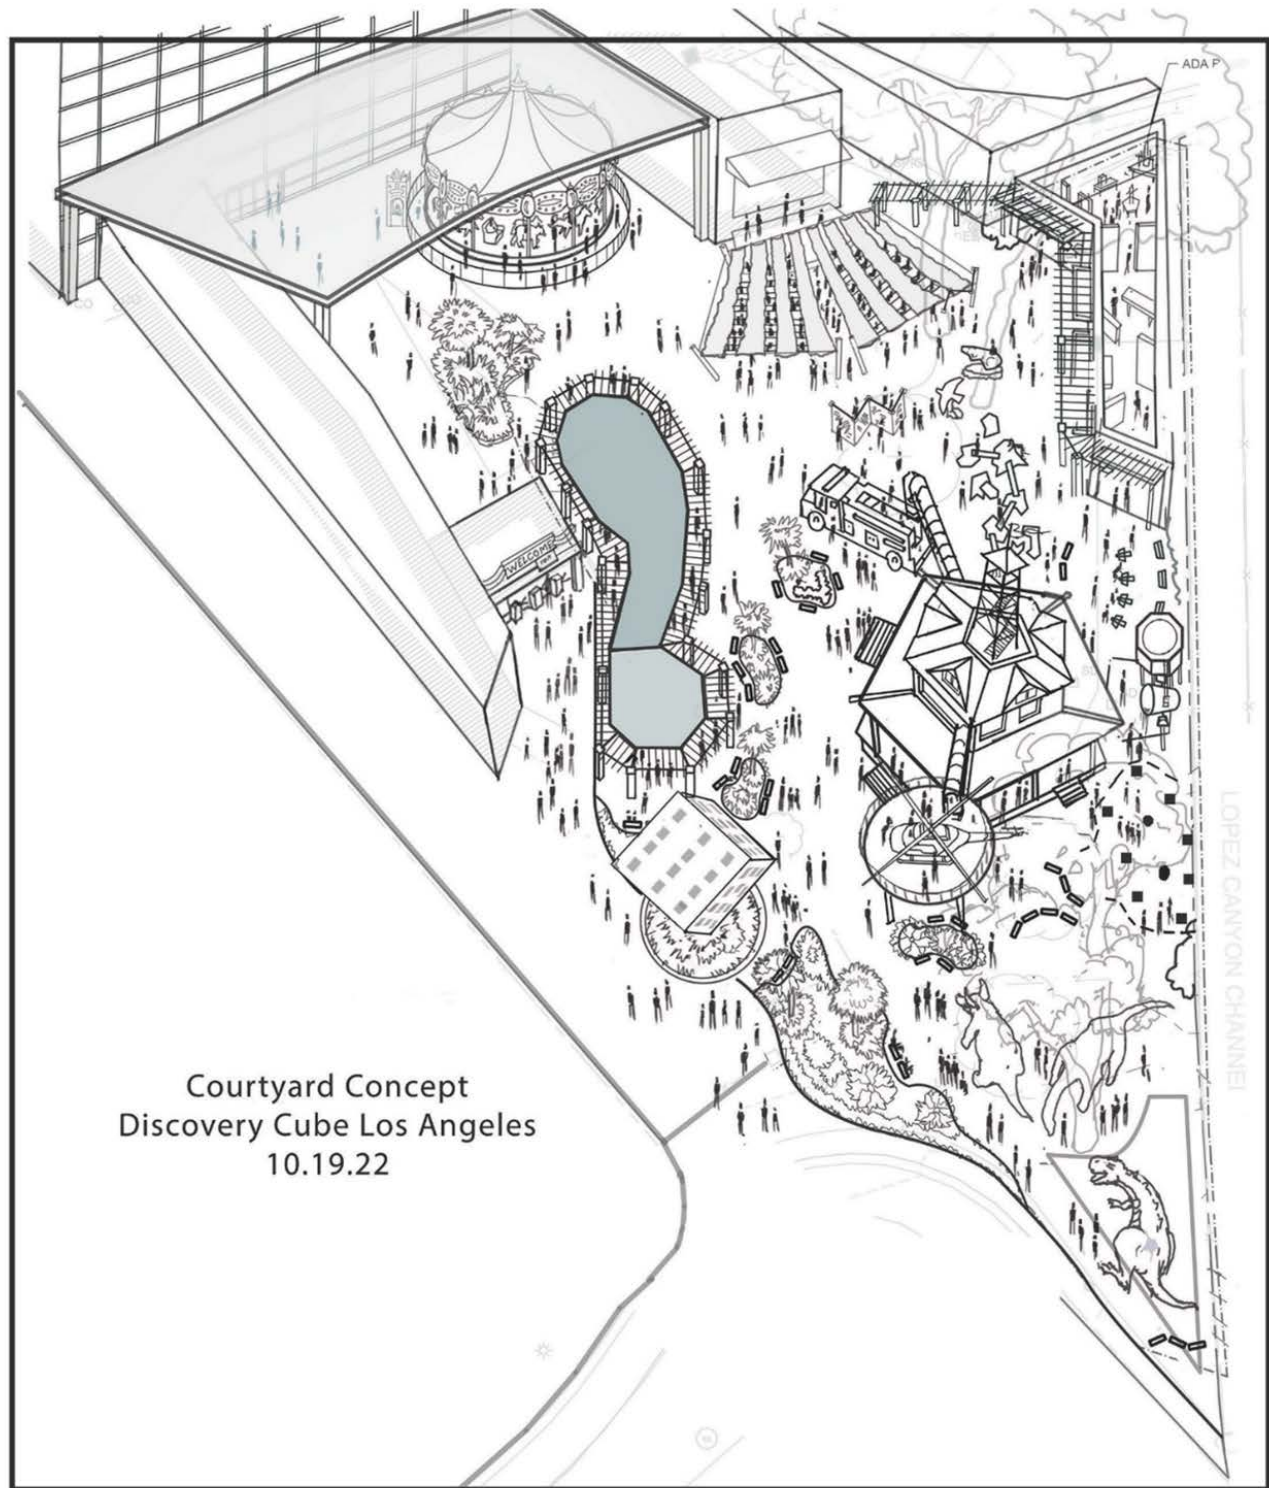 ADA P
WELCOME
LOPEZ CANYON CHANNEL
Courtyard Concept
Discovery Cube Los Angeles
10.19.22